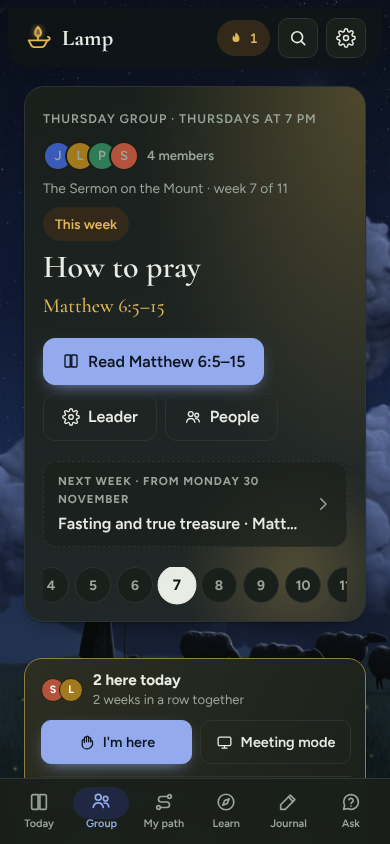 Lamp
1
THURSDAY GROUP · THURSDAYS AT 7 PM
J L P S 4 members
The Sermon on the Mount · week 7 of 11
This week
How to pray
Matthew 6:5–15
Read Matthew 6:5–15
Leader
People
NEXT WEEK · FROM MONDAY 30
NOVEMBER
Fasting and true treasure · Matt...
4 5 6 7 8 9 10 11
S L
2 here today
2 weeks in a row together
I'm here
Meeting mode
Today Group My path Learn Journal Ask